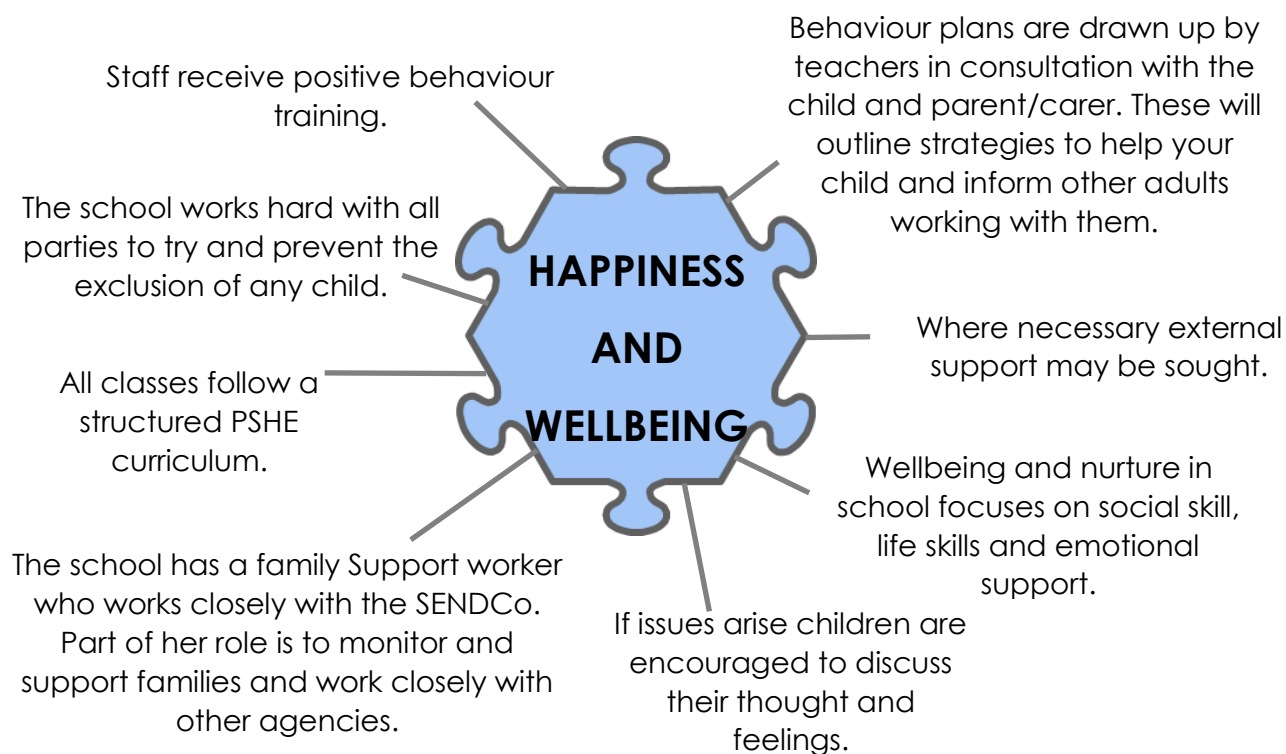 Staff receive positive behaviour
training.
Behaviour plans are drawn up by
teachers in consultation with the
child and parent/carer. These will
outline strategies to help your
child and inform other adults
working with them.
The school works hard with all
parties to try and prevent the
exclusion of any child.
HAPPINESS
AND
WELLBEING
Where necessary external
support may be sought.
All classes follow a
structured PSHE
curriculum.
Wellbeing and nurture in
school focuses on social skill,
life skills and emotional
support.
The school has a family Support worker
who works closely with the SENDCo.
Part of her role is to monitor and
support families and work closely with
other agencies.
If issues arise children are
encouraged to discuss
their thought and
feelings.